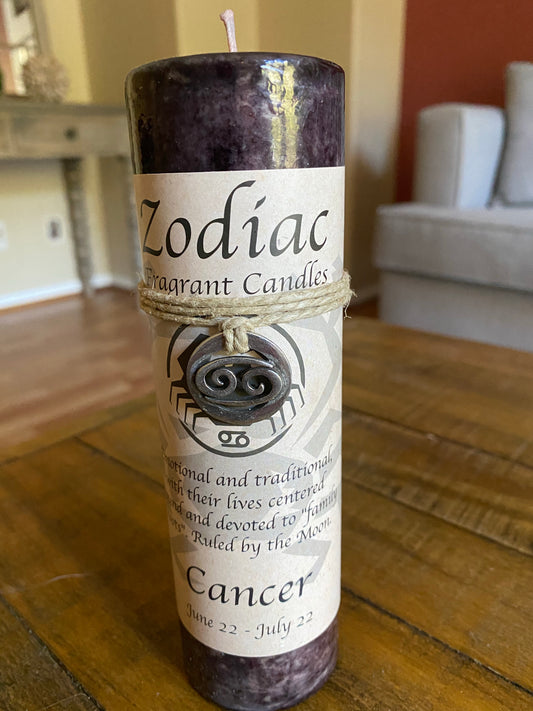 Zodiac
Fragrant Candles
and traditional,
with their lives centered
and devoted to "family
Ruled by the Moon.
Cancer
June 22 - July 22